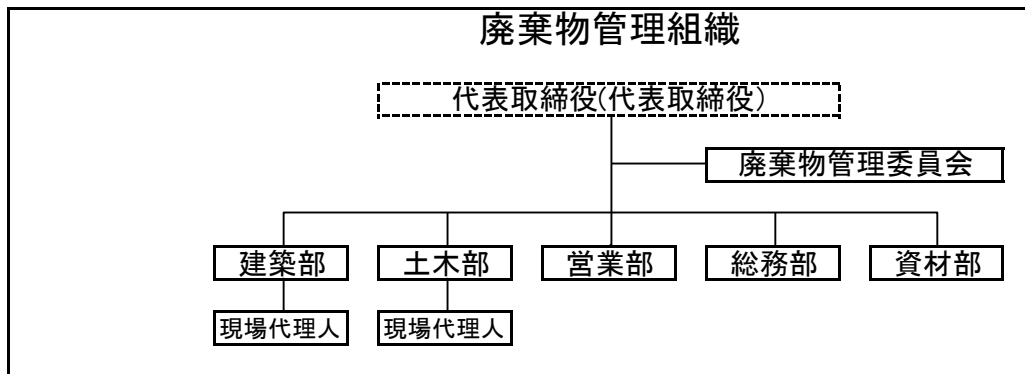 廃棄物管理組織
代表取締役(代表取締役)
廃棄物管理委員会
建築部 土木部 営業部 総務部 資材部
現場代理人 現場代理人